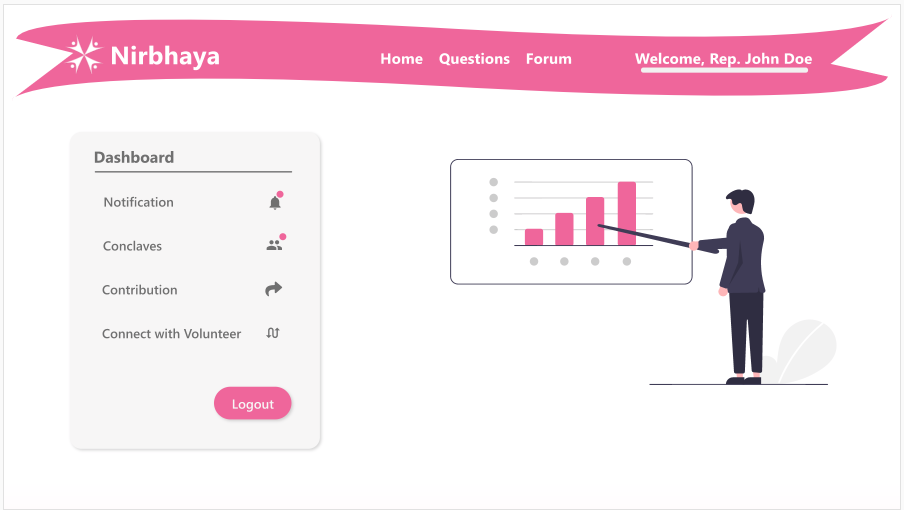 Nirbhaya
Home Questions Forum
Welcome, Rep. John Doe
Dashboard
Notification
Conclaves
Contribution
Connect with Volunteer
Logout